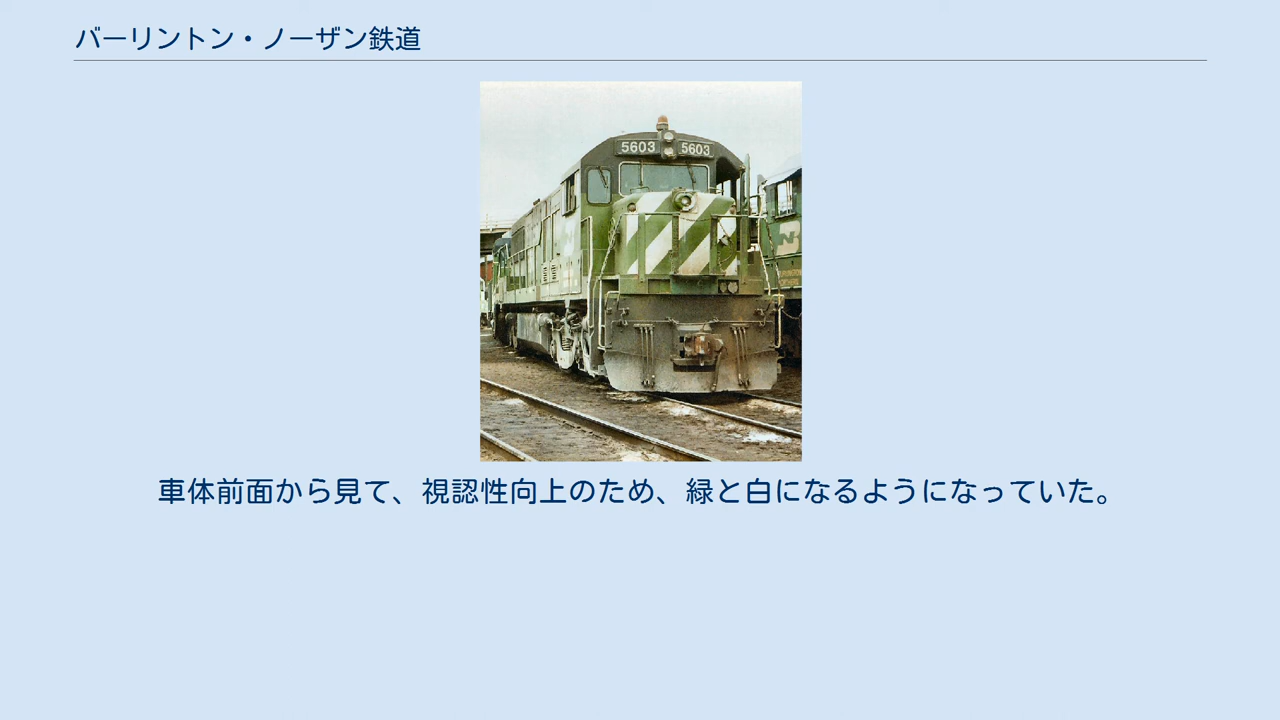 バーリントン・ノーザン鉄道
5603 5603
車体前面から見て、視認性向上のため、緑と白になるようになっていた。